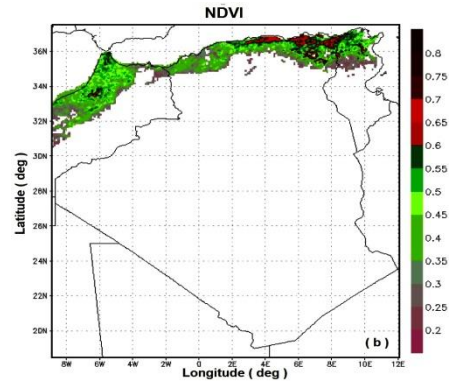 NDVI
36N
34N
32N
30N
28N
26N
24N
22N
20N
Latitude ( deg )
8W 6W 4W 2W 0 2E 4E 6E 8E 10E 12E
Longitude ( deg )
( b )
0.8
0.75
0.7
0.65
0.6
0.55
0.5
0.45
0.4
0.35
0.3
0.25
0.2